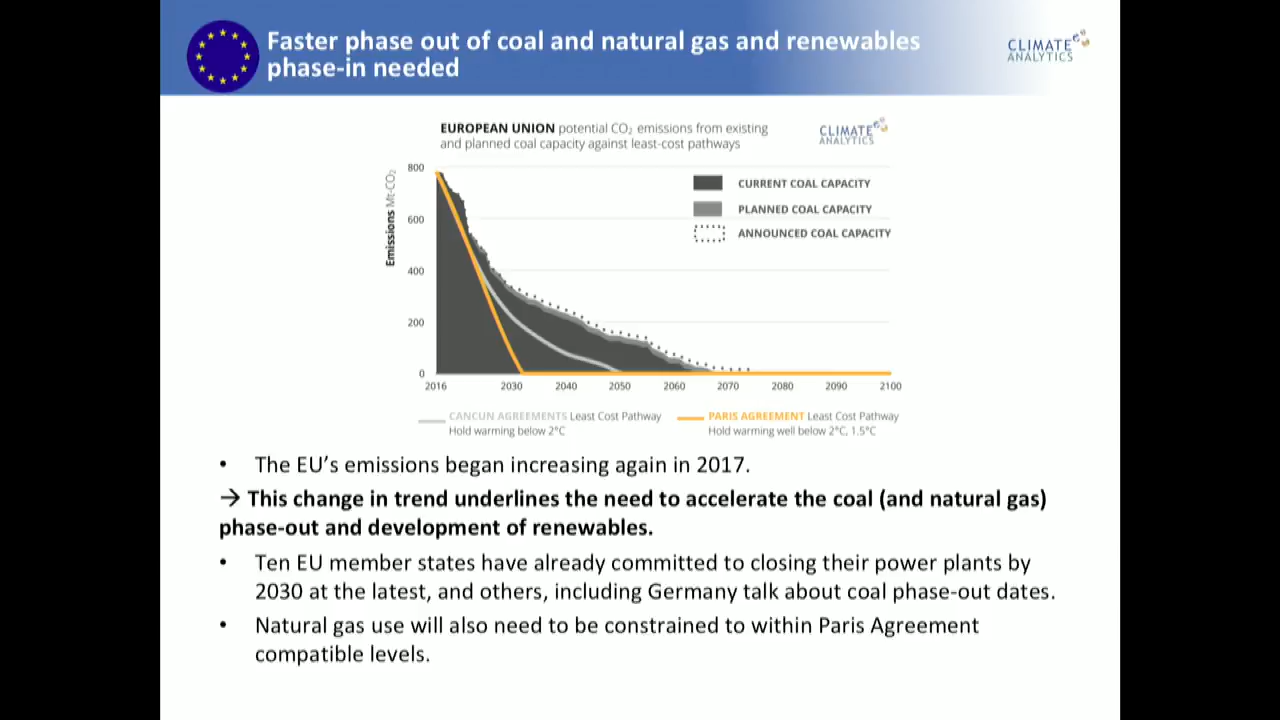 Faster phase out of coal and natural gas and renewables
phase-in needed
CLIMATE
ANALYTICS
EUROPEAN UNION potential CO₂ emissions from existing
and planned coal capacity against least-cost pathways
CLIMATE
ANALYTICS
Emissions Mt-CO₂
800
600
400
200
0
CURRENT COAL CAPACITY
PLANNED COAL CAPACITY
ANNOUNCED COAL CAPACITY
2016 2030 2040 2050 2060 2070 2080 2090 2100
CANCUN AGREEMENTS Least Cost Pathway
Hold warming below 2°C
PARIS AGREEMENT Least Cost Pathway
Hold warming well below 2°C, 1.5°C
• The EU’s emissions began increasing again in 2017.
→ This change in trend underlines the need to accelerate the coal (and natural gas)
phase-out and development of renewables.
• Ten EU member states have already committed to closing their power plants by
2030 at the latest, and others, including Germany talk about coal phase-out dates.
• Natural gas use will also need to be constrained to within Paris Agreement
compatible levels.